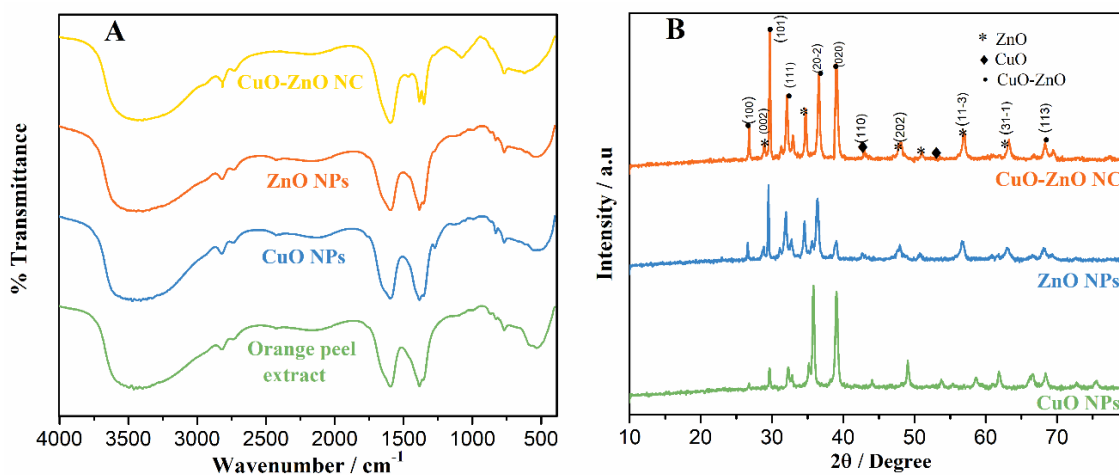 A
CuO-ZnO NC
ZnO NPs
CuO NPs
Orange peel
extract
% Transmittance
4000 3500 3000 2500 2000 1500 1000 500
Wavenumber / cm⁻¹
B
* ZnO
◆ CuO
• CuO-ZnO
(100)
(002)
(101)
(111)
(20-2)
(020)
(110)
(202)
(11-3)
(31-1)
(113)
CuO-ZnO NC
ZnO NPs
CuO NPs
Intensity / a.u
10 20 30 40 50 60 70
2θ / Degree